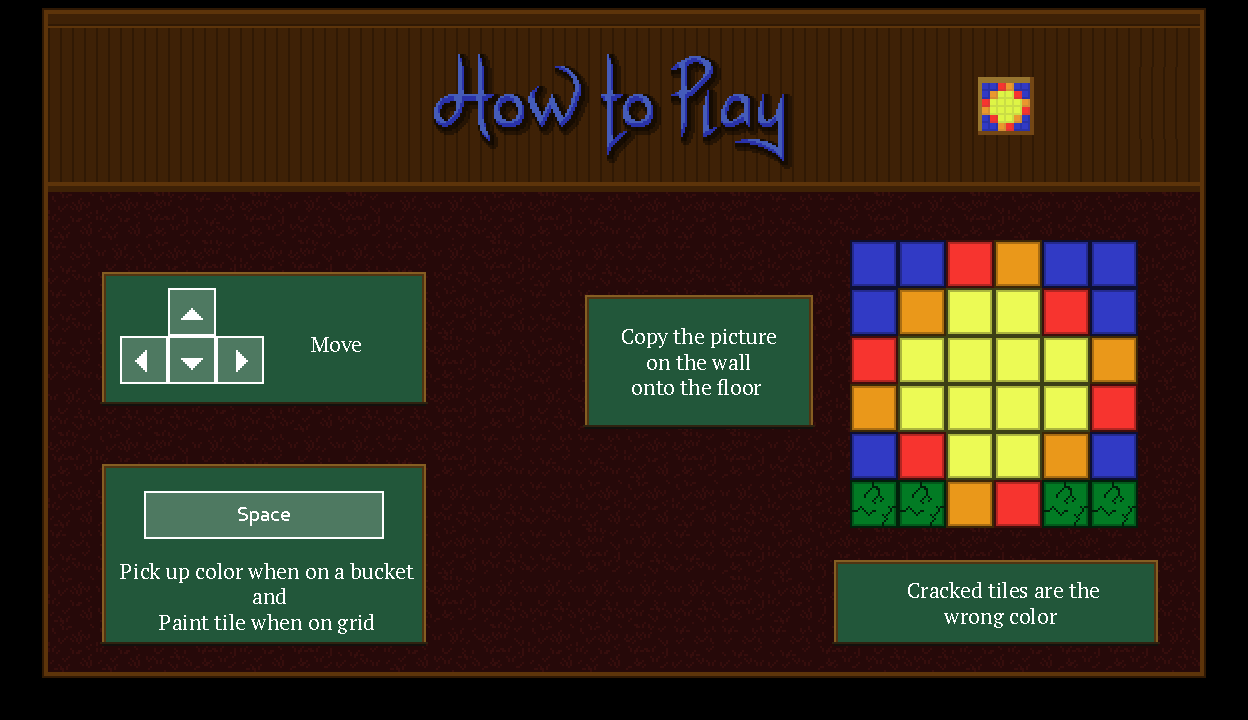 How to Play
Move
Space
Pick up color when on a bucket
and
Paint tile when on grid
Copy the picture
on the wall
onto the floor
Cracked tiles are the
wrong color